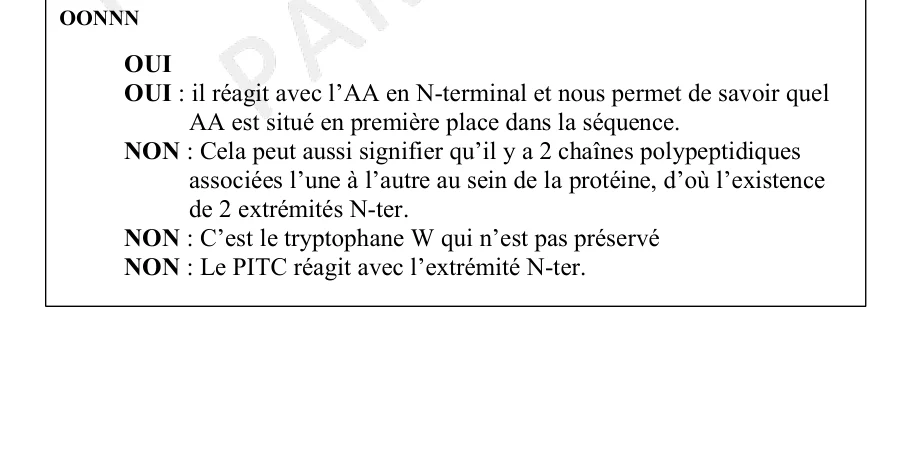 OONNN
OUI
OUI : il réagit avec l’AA en N-terminal et nous permet de savoir quel
AA est situé en première place dans la séquence.
NON : Cela peut aussi signifier qu’il y a 2 chaînes polypeptidiques
associées l’une à l’autre au sein de la protéine, d’où l’existence
de 2 extrémités N-ter.
NON : C’est le tryptophane W qui n’est pas préservé
NON : Le PITC réagit avec l’extrémité N-ter.